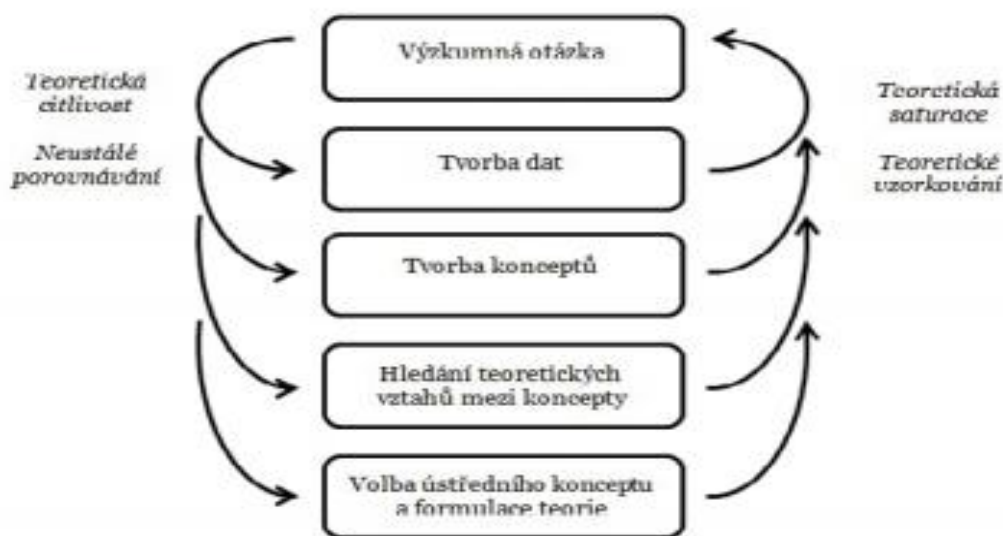 Výzkumná otázka
Teoretická
citlivost
Neustálé
porovnávání
Teoretická
saturace
Teoretické
vzorkování
Tvorba dat
Tvorba konceptů
Hledání teoretických
vztahů mezi koncepty
Volba ústředního konceptu
a formulace teorie